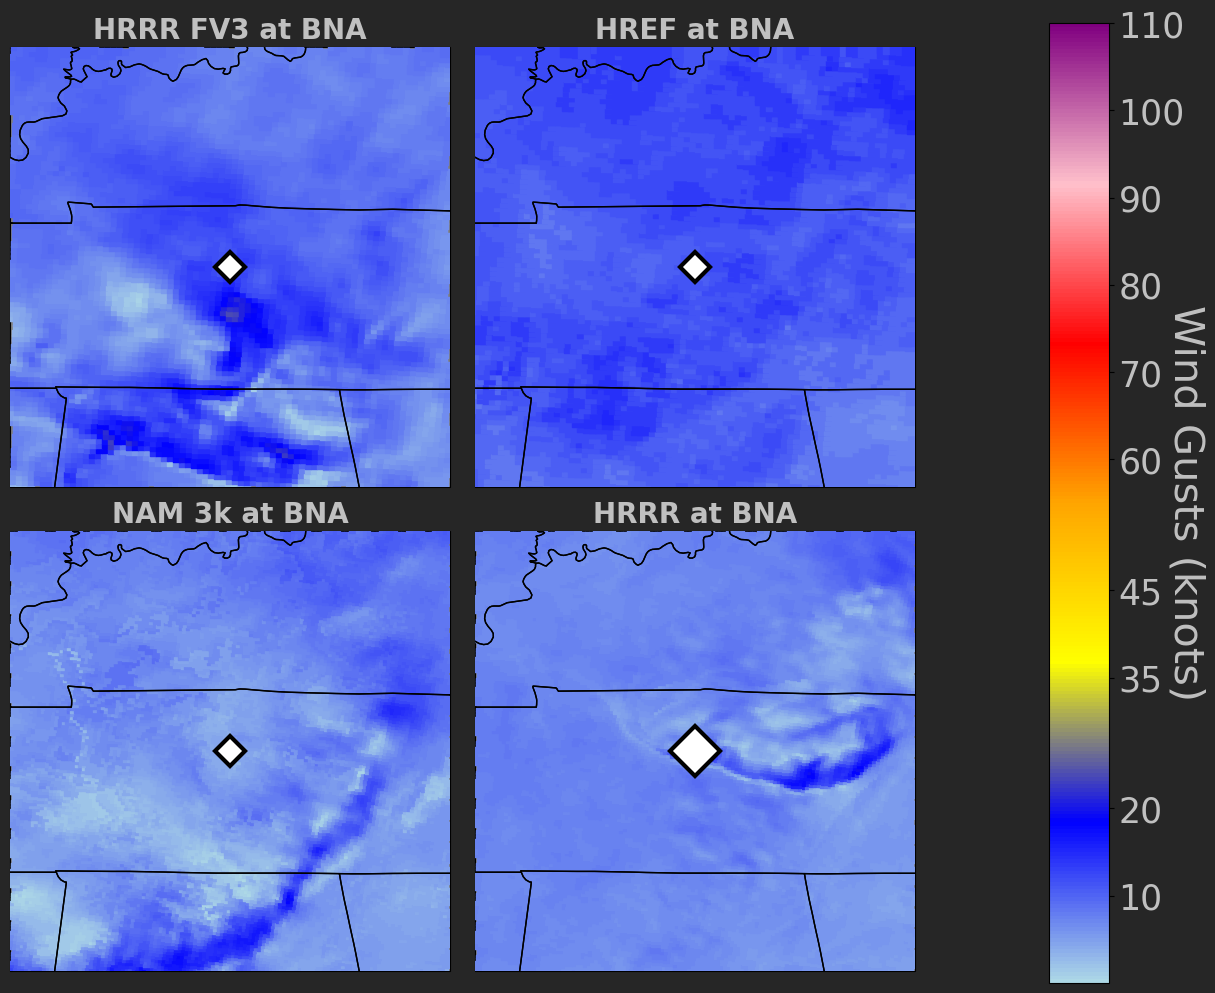 HRRR FV3 at BNA
HREF at BNA
NAM 3k at BNA
HRRR at BNA
110
100
90
80
70
60
45
35
20
10
Wind Gusts (knots)